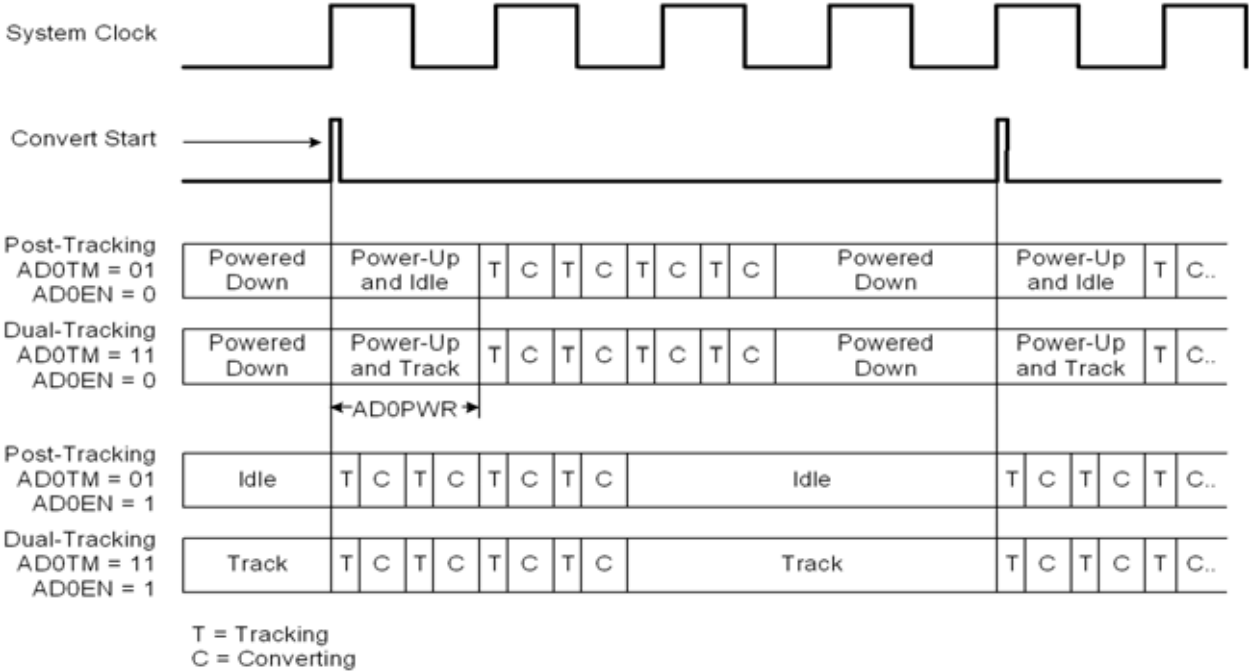 System Clock
Convert Start
Post-Tracking
AD0TM = 01
AD0EN = 0
Powered Down
Power-Up and Idle
T C T C T C T C
Powered Down
Power-Up and Idle
T C..
Dual-Tracking
AD0TM = 11
AD0EN = 0
Powered Down
Power-Up and Track
T C T C T C T C
Powered Down
Power-Up and Track
T C..
AD0PWR
Post-Tracking
AD0TM = 01
AD0EN = 1
Idle
T C T C T C T C
Idle
T C T C T C..
Dual-Tracking
AD0TM = 11
AD0EN = 1
Track
T C T C T C T C
Track
T C T C T C..
T = Tracking
C = Converting